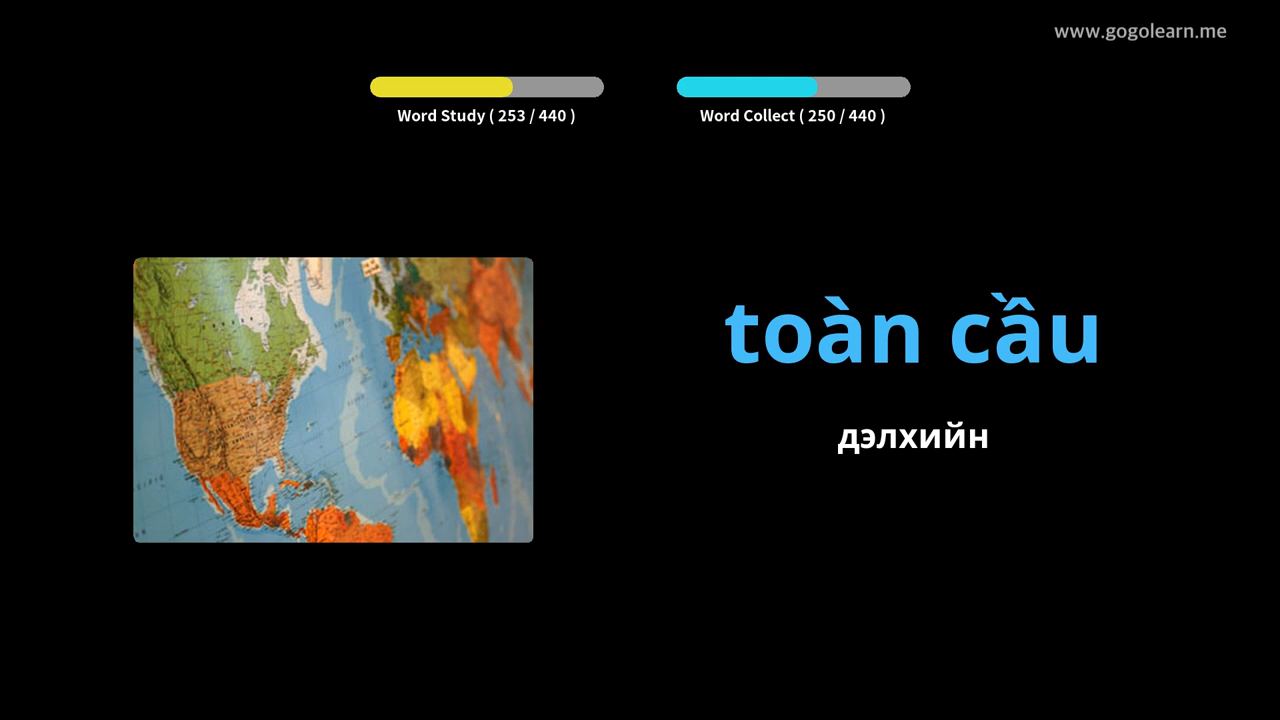 www.gogolearn.me
Word Study ( 253 / 440 )
Word Collect ( 250 / 440 )
toàn cầu
дэлхийн